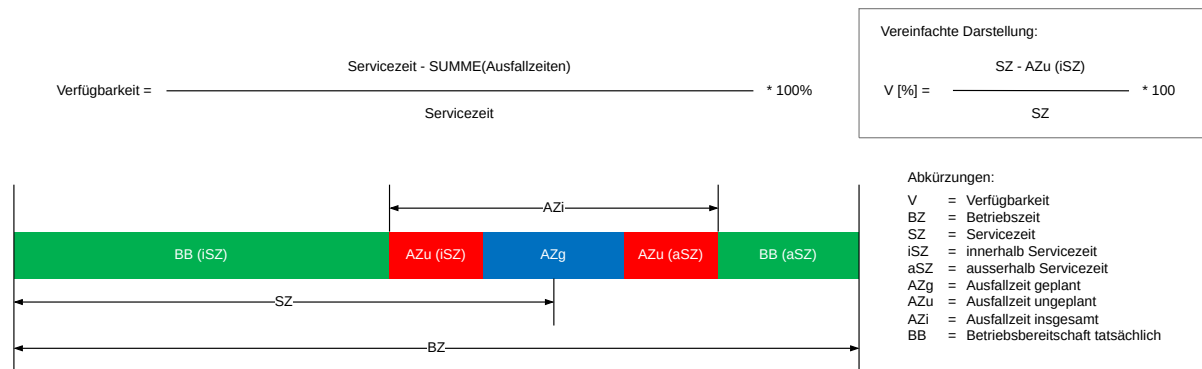 Vereinfachte Darstellung:
Servicezeit - SUMME(Ausfallzeiten)
Verfügbarkeit =
* 100%
Servicezeit
SZ - AZu (iSZ)
V [%] =
* 100
SZ
AZi
BB (iSZ)
AZu (iSZ)
AZg
AZu (aSZ)
BB (aSZ)
SZ
BZ
Abkürzungen:
V = Verfügbarkeit
BZ = Betriebszeit
SZ = Servicezeit
iSZ = innerhalb Servicezeit
aSZ = ausserhalb Servicezeit
AZg = Ausfallzeit geplant
AZu = Ausfallzeit ungeplant
AZi = Ausfallzeit insgesamt
BB = Betriebsbereitschaft tatsächlich